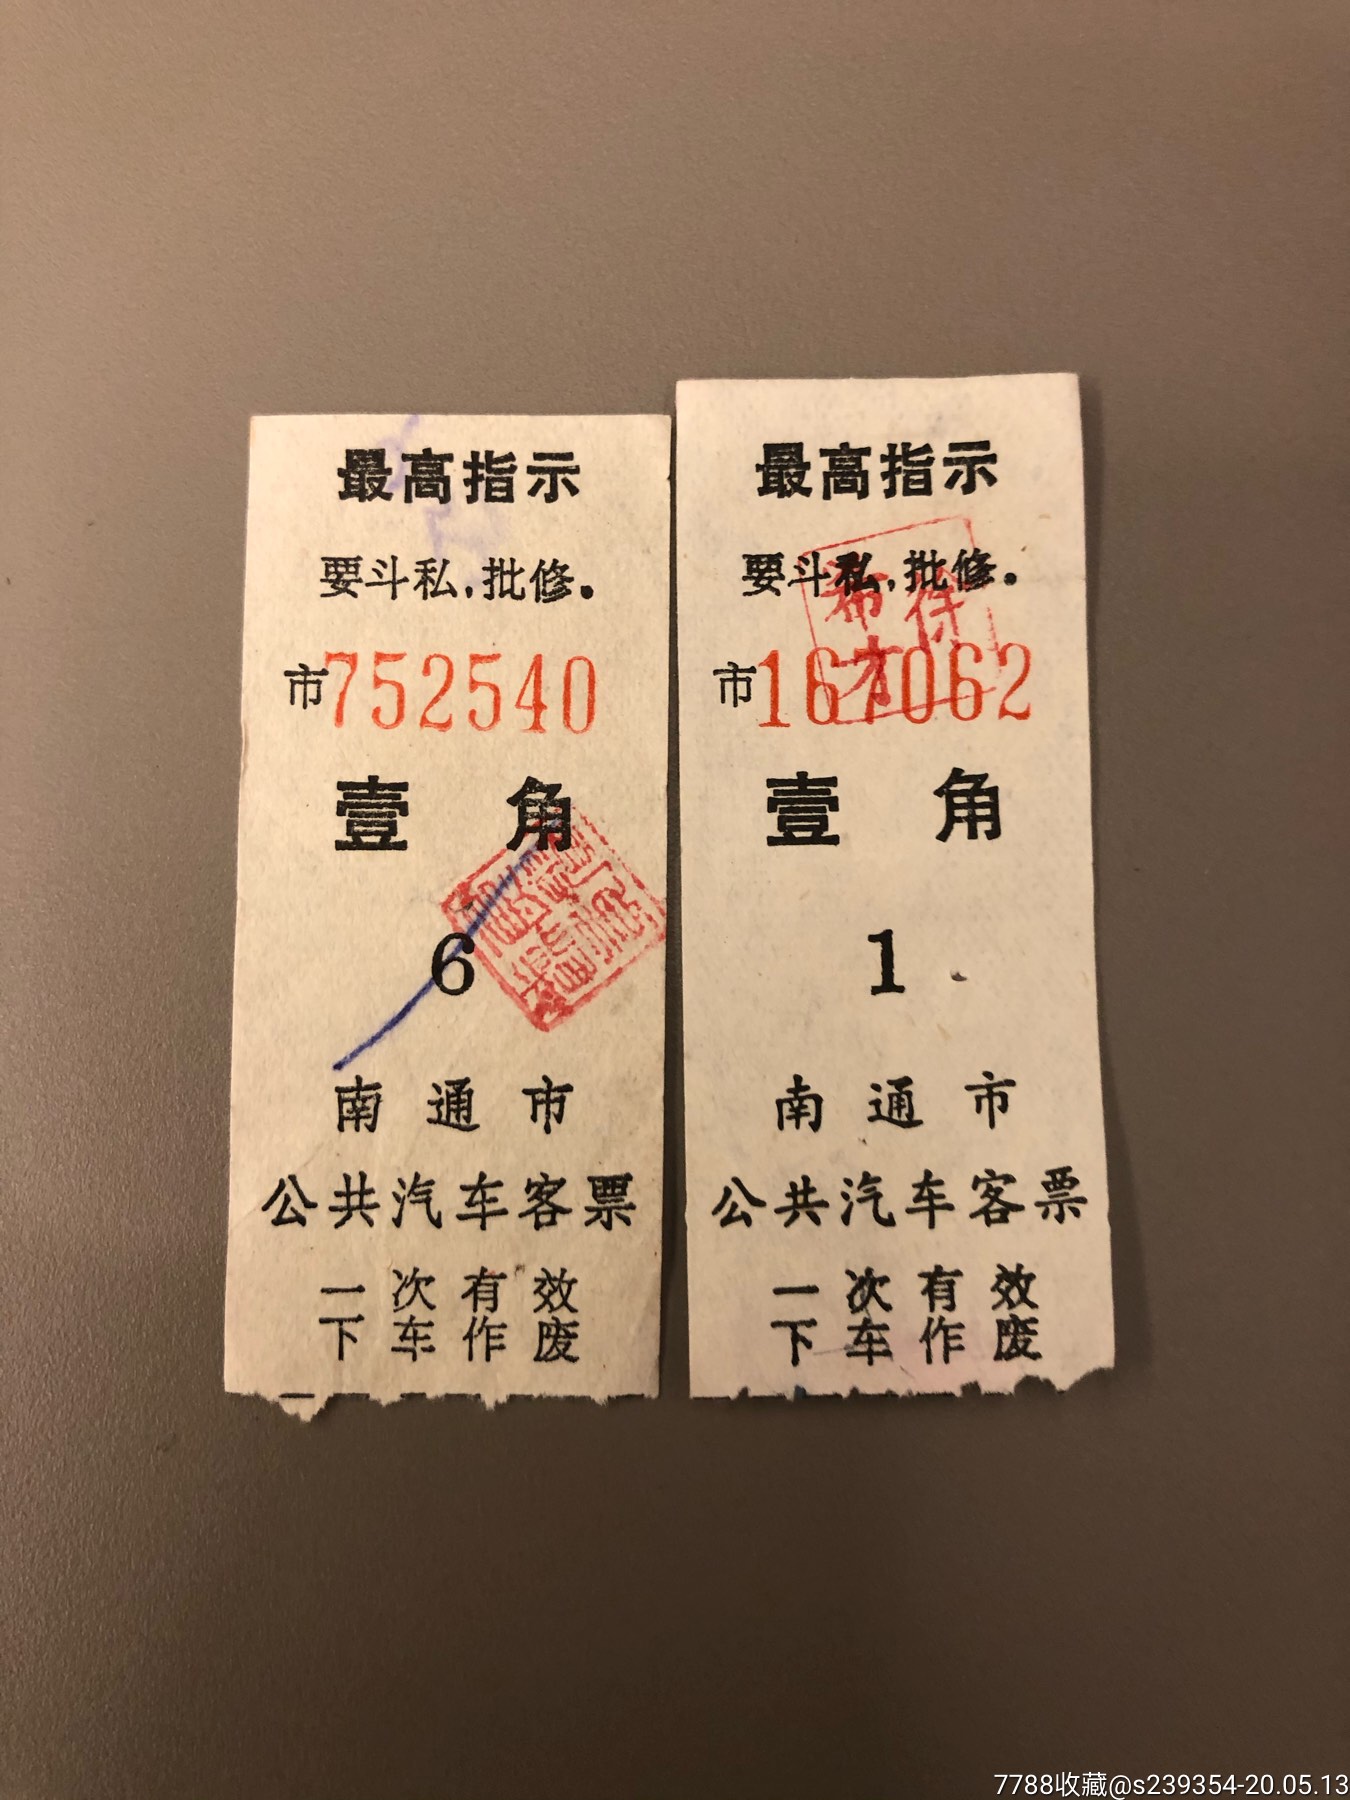 最高指示
要斗私,批修.
市752540
壹角
6
南通市
公共汽车客票
一次有效
下车作废
最高指示
要斗私,批修.
市167062
壹角
1
南通市
公共汽车客票
一次有效
下车作废
7788收藏@s239354-20.05.13